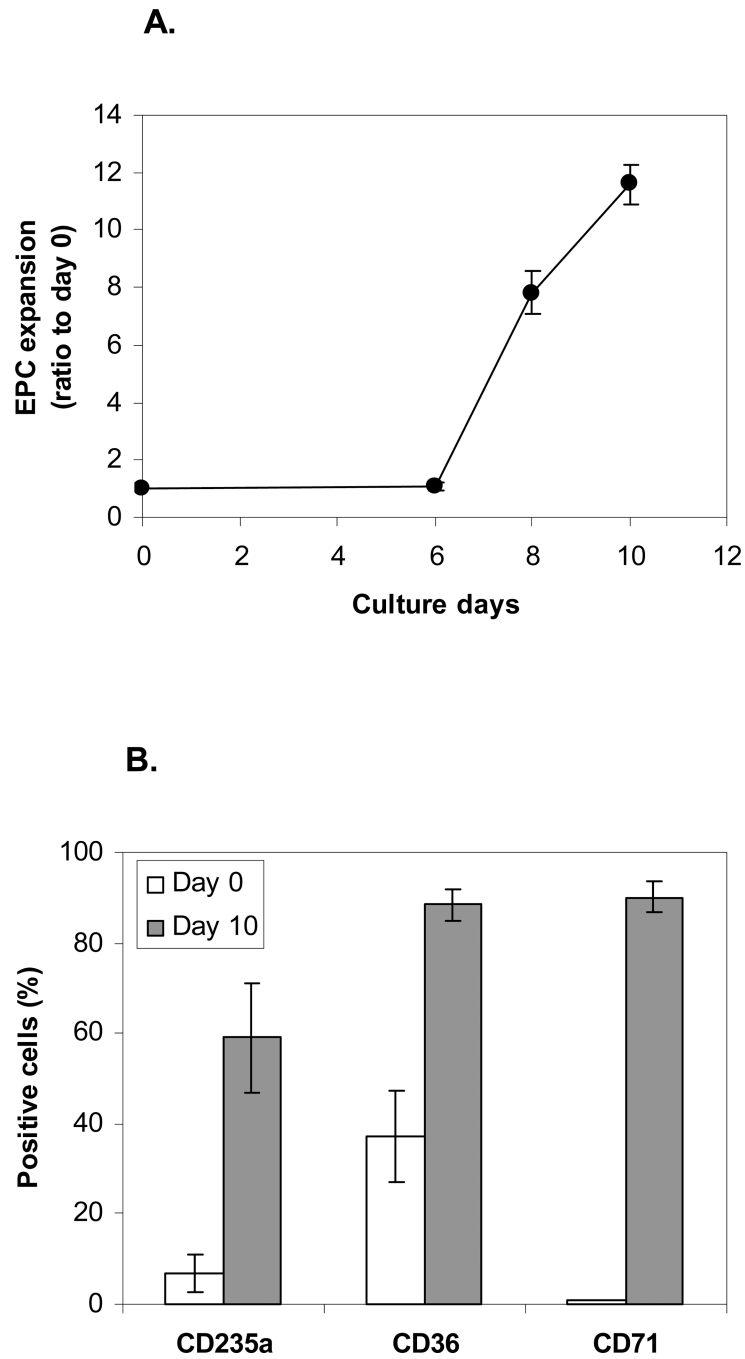 A.
EPC expansion
(ratio to day 0)
14
12
10
8
6
4
2
0
0 2 4 6 8 10 12
Culture days
B.
Positive cells (%)
100
80
60
40
20
0
Day 0
Day 10
CD235a CD36 CD71